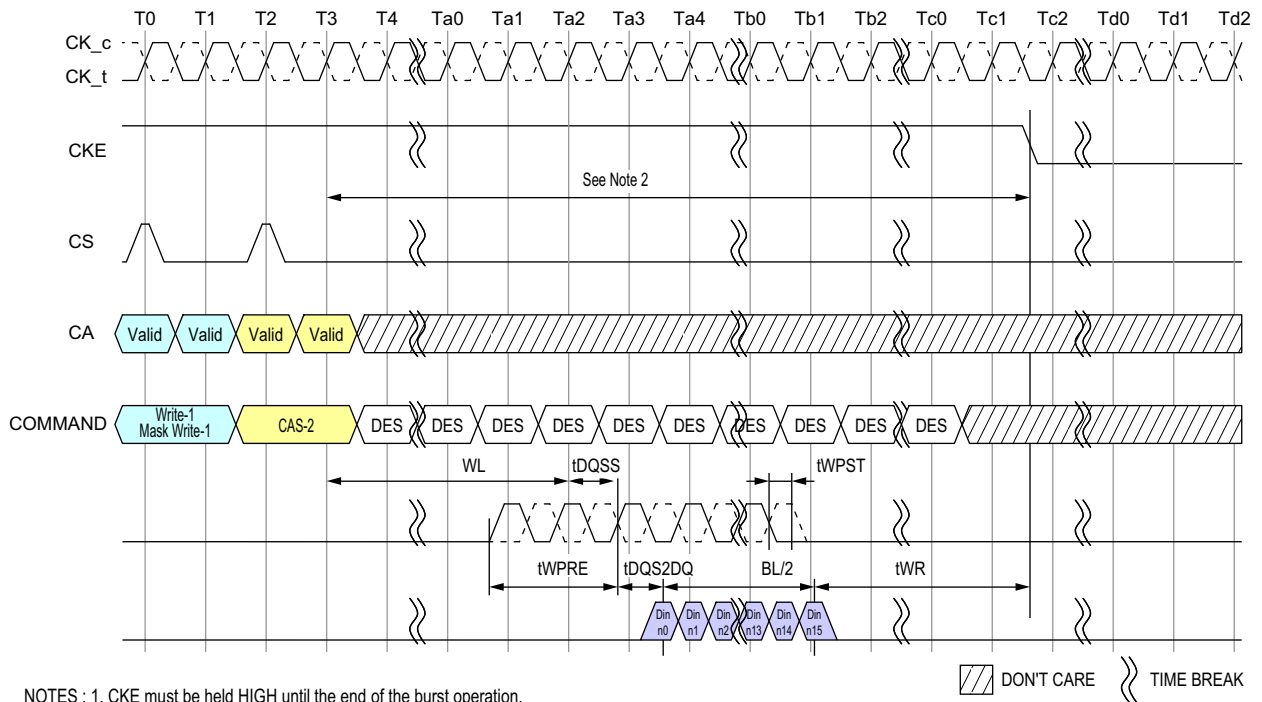 T0 T1 T2 T3 T4 Ta0 Ta1 Ta2 Ta3 Ta4 Tb0 Tb1 Tb2 Tc0 Tc1 Tc2 Td0 Td1 Td2
CK_c
CK_t
CKE
See Note 2
CS
CA Valid Valid Valid Valid
COMMAND Write-1 Mask Write-1 CAS-2 DES DES DES DES DES DES DES DES DES DES
WL tDQSS tWPST
tWPRE tDQS2DQ BL/2 tWR
Din n0 Din n1 Din n2 Din n13 Din n14 Din n15
DON'T CARE TIME BREAK
NOTES : 1. CKE must be held HIGH until the end of the burst operation.